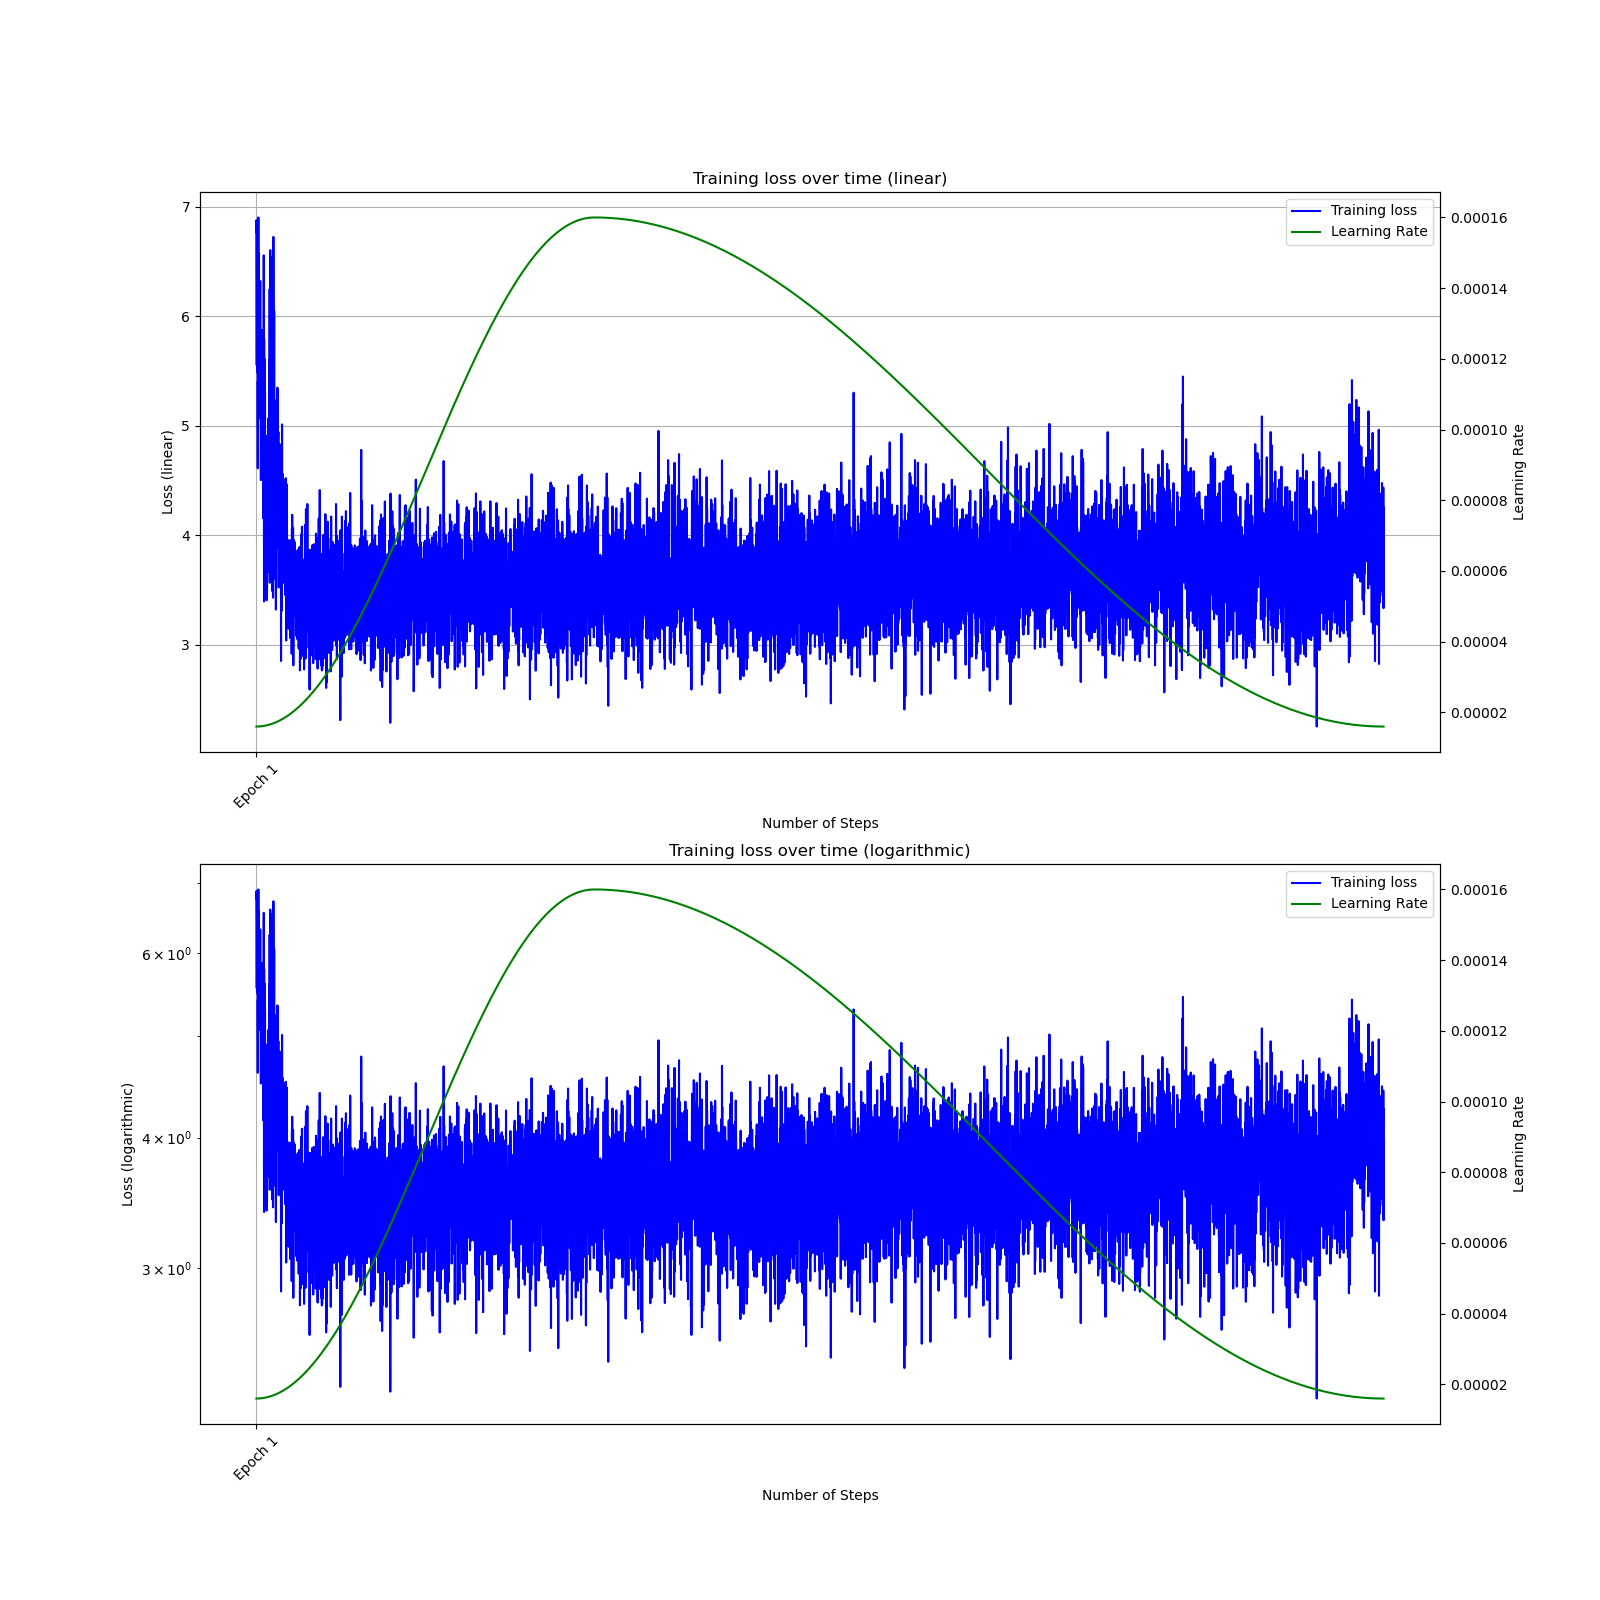 Training loss over time (linear)
7
6
5
4
3
Loss (linear)
Training loss
Learning Rate
0.00016
0.00014
0.00012
0.00010
0.00008
0.00006
0.00004
0.00002
Learning Rate
Epoch 1
Number of Steps
Training loss over time (logarithmic)
6 × 10⁰
4 × 10⁰
3 × 10⁰
Loss (logarithmic)
Training loss
Learning Rate
0.00016
0.00014
0.00012
0.00010
0.00008
0.00006
0.00004
0.00002
Learning Rate
Epoch 1
Number of Steps